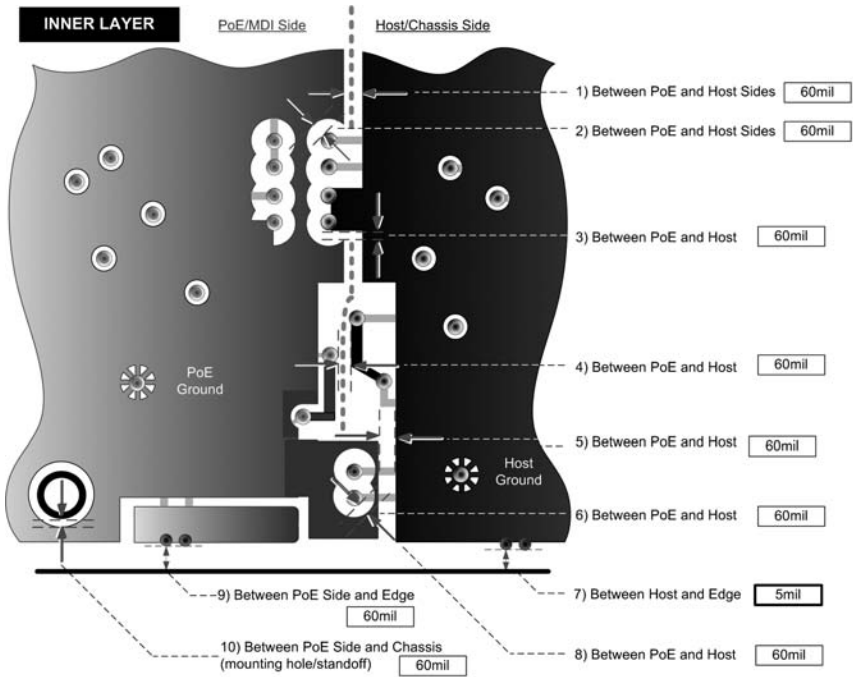 INNER LAYER
PoE/MDI Side
Host/Chassis Side
1) Between PoE and Host Sides 60mil
2) Between PoE and Host Sides 60mil
3) Between PoE and Host 60mil
PoE
Ground
4) Between PoE and Host 60mil
5) Between PoE and Host 60mil
Host
Ground
6) Between PoE and Host 60mil
7) Between Host and Edge 5mil
9) Between PoE Side and Edge
60mil
10) Between PoE Side and Chassis
(mounting hole/standoff) 60mil
8) Between PoE and Host 60mil